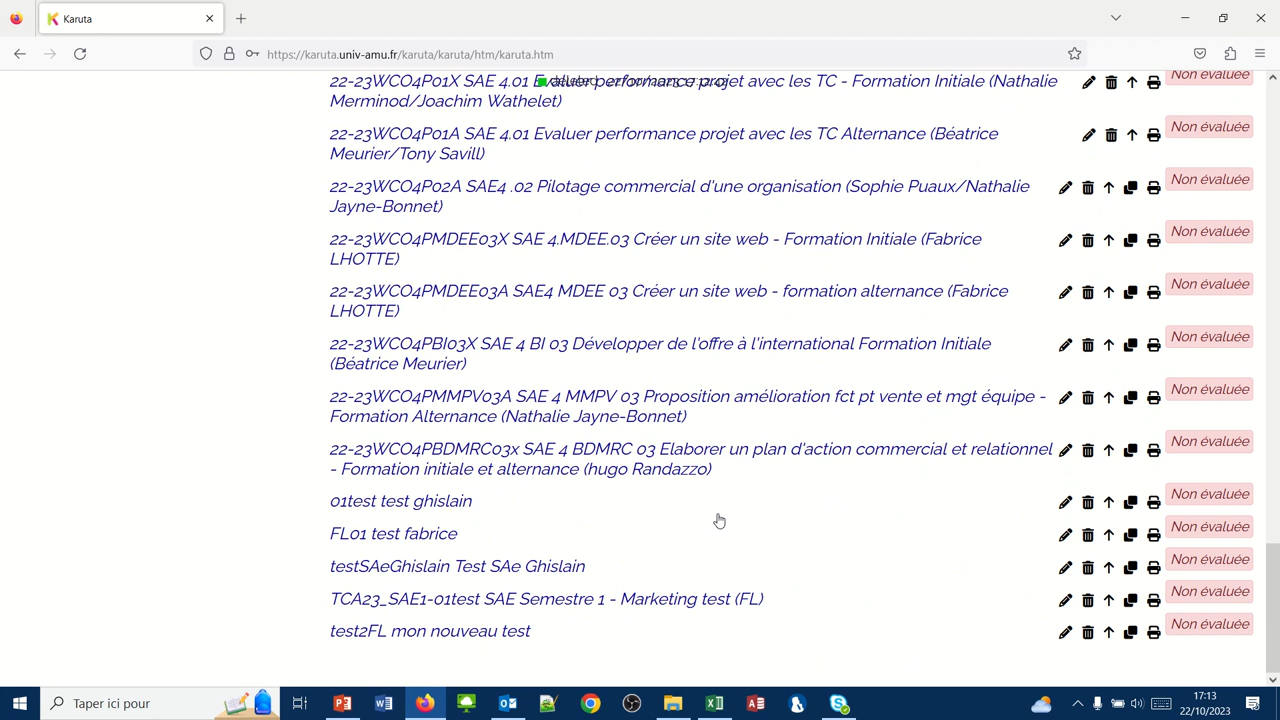 Karuta
https://karuta.univ-amu.fr/karuta/karuta/htm/karuta.htm
22-23WCO4P01X SAE 4.01 Evaluer performance projet avec les TC - Formation Initiale (Nathalie
Merminod/Joachim Wathelet)
Non évaluée
22-23WCO4P01A SAE 4.01 Evaluer performance projet avec les TC Alternance (Béatrice
Meurier/Tony Savill)
Non évaluée
22-23WCO4P02A SAE4 .02 Pilotage commercial d'une organisation (Sophie Puaux/Nathalie
Jayne-Bonnet)
Non évaluée
22-23WCO4PMDEE03X SAE 4.MDEE.03 Créer un site web - Formation Initiale (Fabrice
LHOTTE)
Non évaluée
22-23WCO4PMDEE03A SAE4 MDEE 03 Créer un site web - formation alternance (Fabrice
LHOTTE)
Non évaluée
22-23WCO4PBI03X SAE 4 BI 03 Développer de l'offre à l'international Formation Initiale
(Béatrice Meurier)
Non évaluée
22-23WCO4PMMPV03A SAE 4 MMPV 03 Proposition amélioration fct pt vente et mgt équipe -
Formation Alternance (Nathalie Jayne-Bonnet)
Non évaluée
22-23WCO4PBDMRC03x SAE 4 BDMRC 03 Elaborer un plan d'action commercial et relationnel
- Formation initiale et alternance (hugo Randazzo)
Non évaluée
01test test ghislain
Non évaluée
FL01 test fabrice
Non évaluée
testSAeGhislain Test SAe Ghislain
Non évaluée
TCA23_SAE1-01test SAE Semestre 1 - Marketing test (FL)
Non évaluée
test2FL mon nouveau test
Non évaluée
Taper ici pour
17:13
22/10/2023